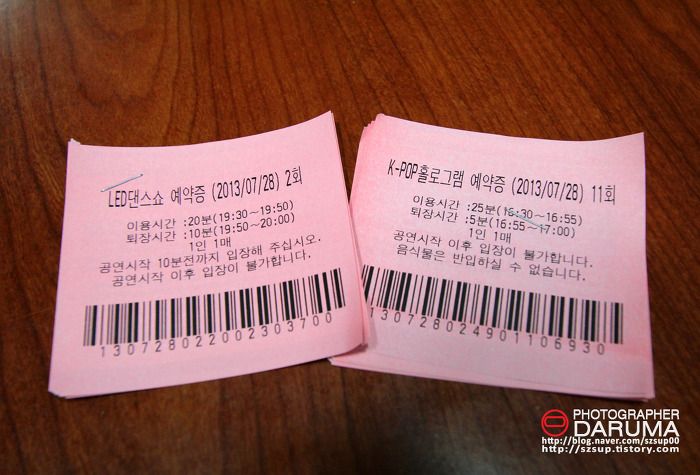 LED댄스쇼 예약증 (2013/07/28) 2회
이용시간 :20분(19:30~19:50)
퇴장시간 :10분(19:50~20:00)
1인 1매
공연시작 10분전까지 입장해 주십시오.
공연시작 이후 입장이 불가합니다.
130728022002303700
K-POP홀로그램 예약증 (2013/07/28) 11회
이용시간 :25분(16:30~16:55)
퇴장시간 :5분(16:55~17:00)
1인 1매
공연시작 이후 입장이 불가합니다.
음식물은 반입하실 수 없습니다.
130728024901106930
PHOTOGRAPHER
DARUMA
http://blog.naver.com/szsup00
http://szsup.tistory.com